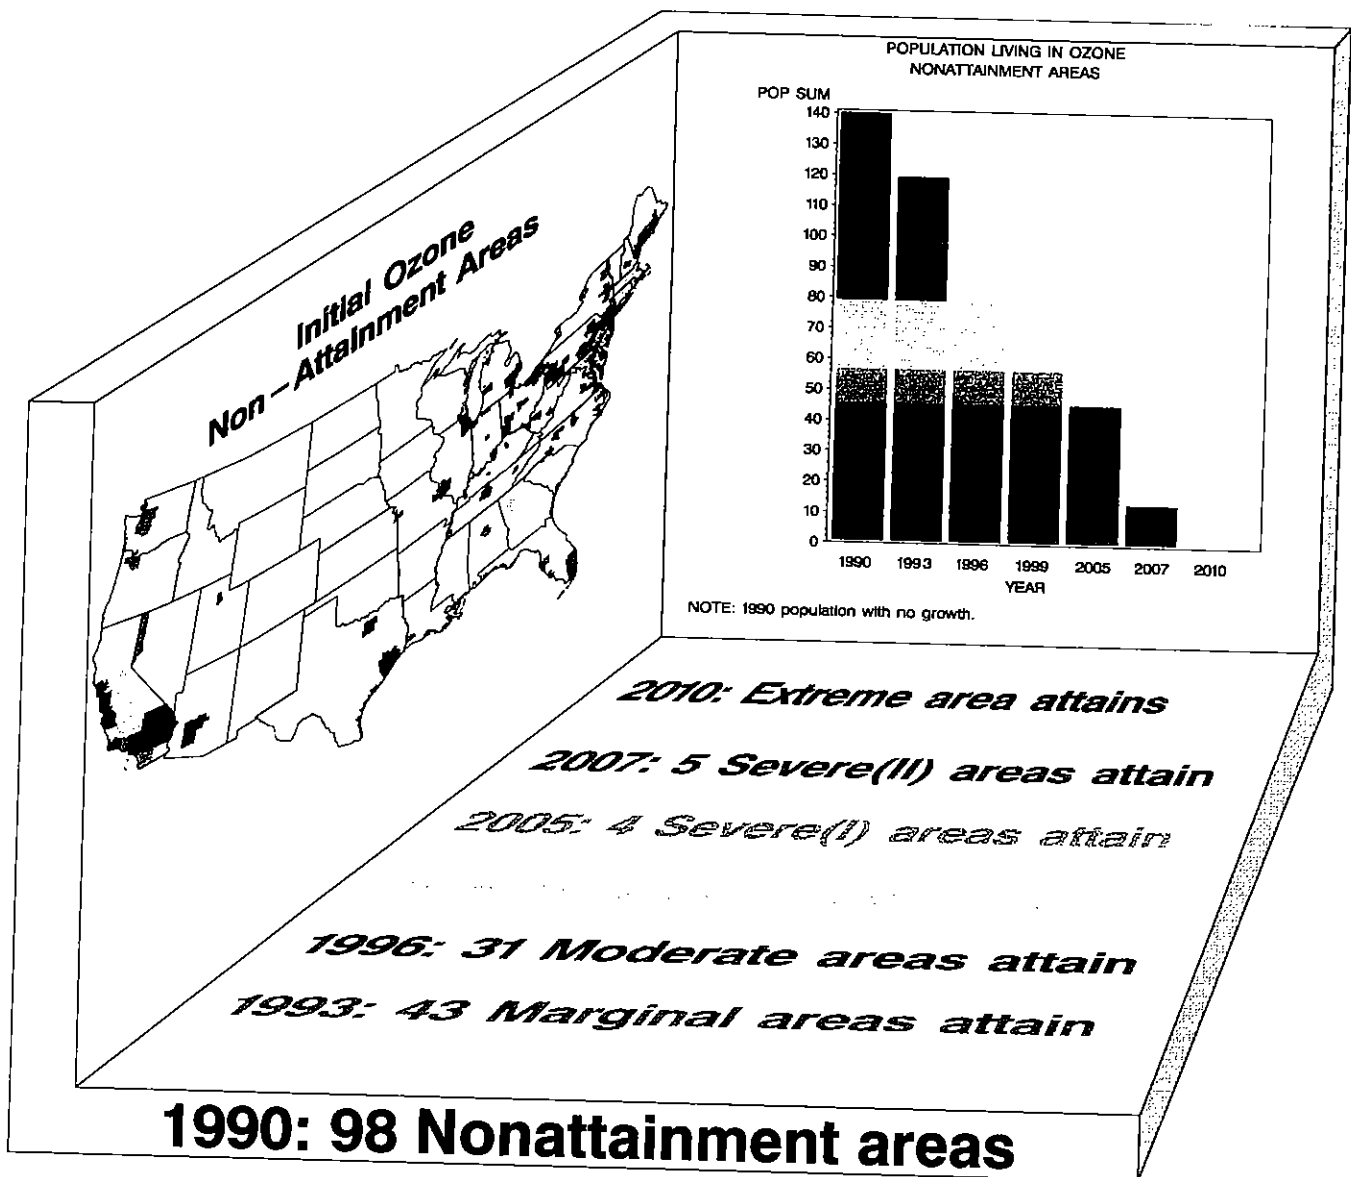 POPULATION LIVING IN OZONE
NONATTAINMENT AREAS
POP SUM
140
130
120
110
100
90
80
70
60
50
40
30
20
10
0
1990 1993 1996 1999 2005 2007 2010
YEAR
NOTE: 1990 population with no growth.
Initial Ozone
Non-Attainment Areas
2010: Extreme area attains
2007: 5 Severe(II) areas attain
2005: 4 Severe(I) areas attain
1996: 31 Moderate areas attain
1993: 43 Marginal areas attain
1990: 98 Nonattainment areas